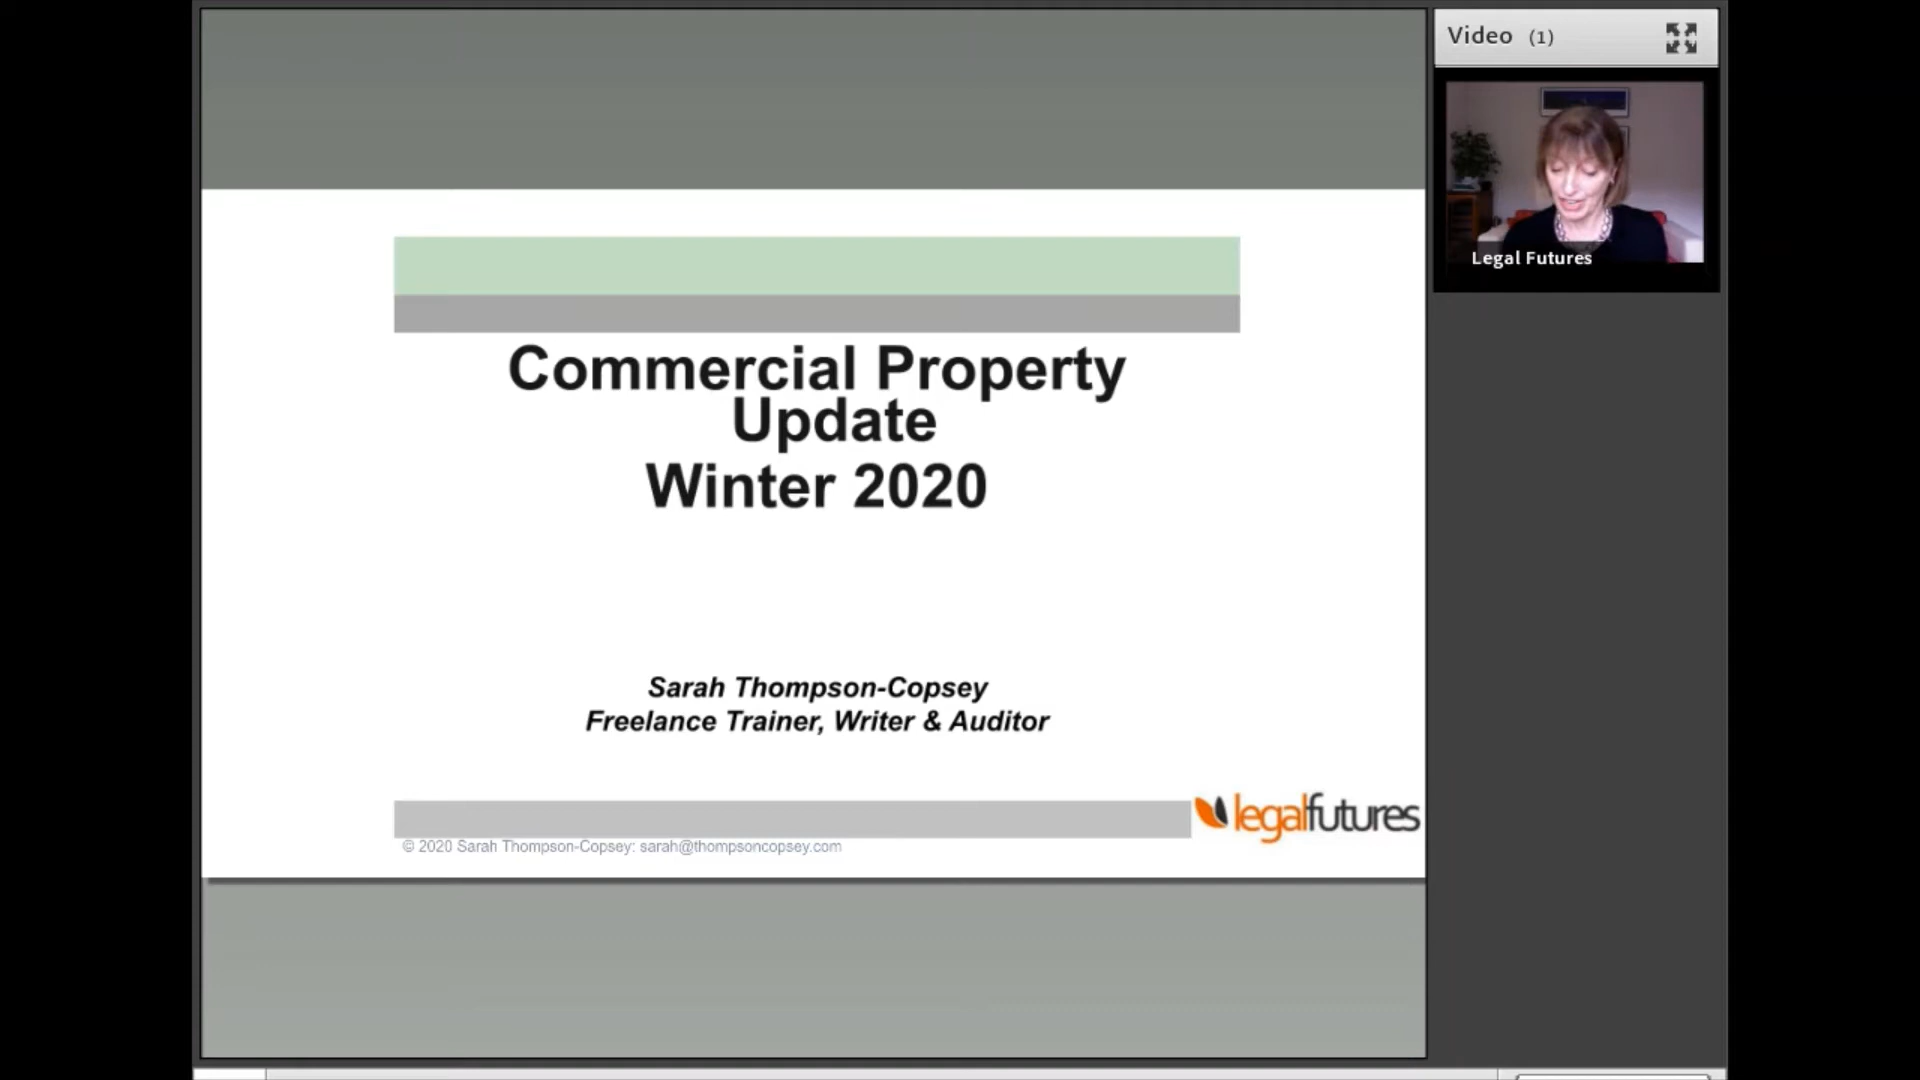 Commercial Property
Update
Winter 2020
Sarah Thompson-Copsey
Freelance Trainer, Writer & Auditor
legalfutures
© 2020 Sarah Thompson-Copsey: sarah@thompsoncopsey.com
Video (1)
Legal Futures